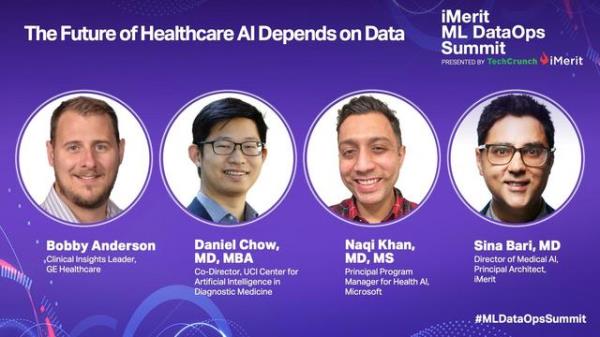 The Future of Healthcare AI Depends on Data
iMerit
ML DataOps
Summit
PRESENTED BY TechCrunch iMerit
Bobby Anderson
Clinical Insights Leader,
GE Healthcare
Daniel Chow,
MD, MBA
Co-Director, UCI Center for
Artificial Intelligence in
Diagnostic Medicine
Naqi Khan,
MD, MS
Principal Program
Manager for Health AI,
Microsoft
Sina Bari, MD
Director of Medical AI,
Principal Architect,
iMerit
#MLDataOpsSummit